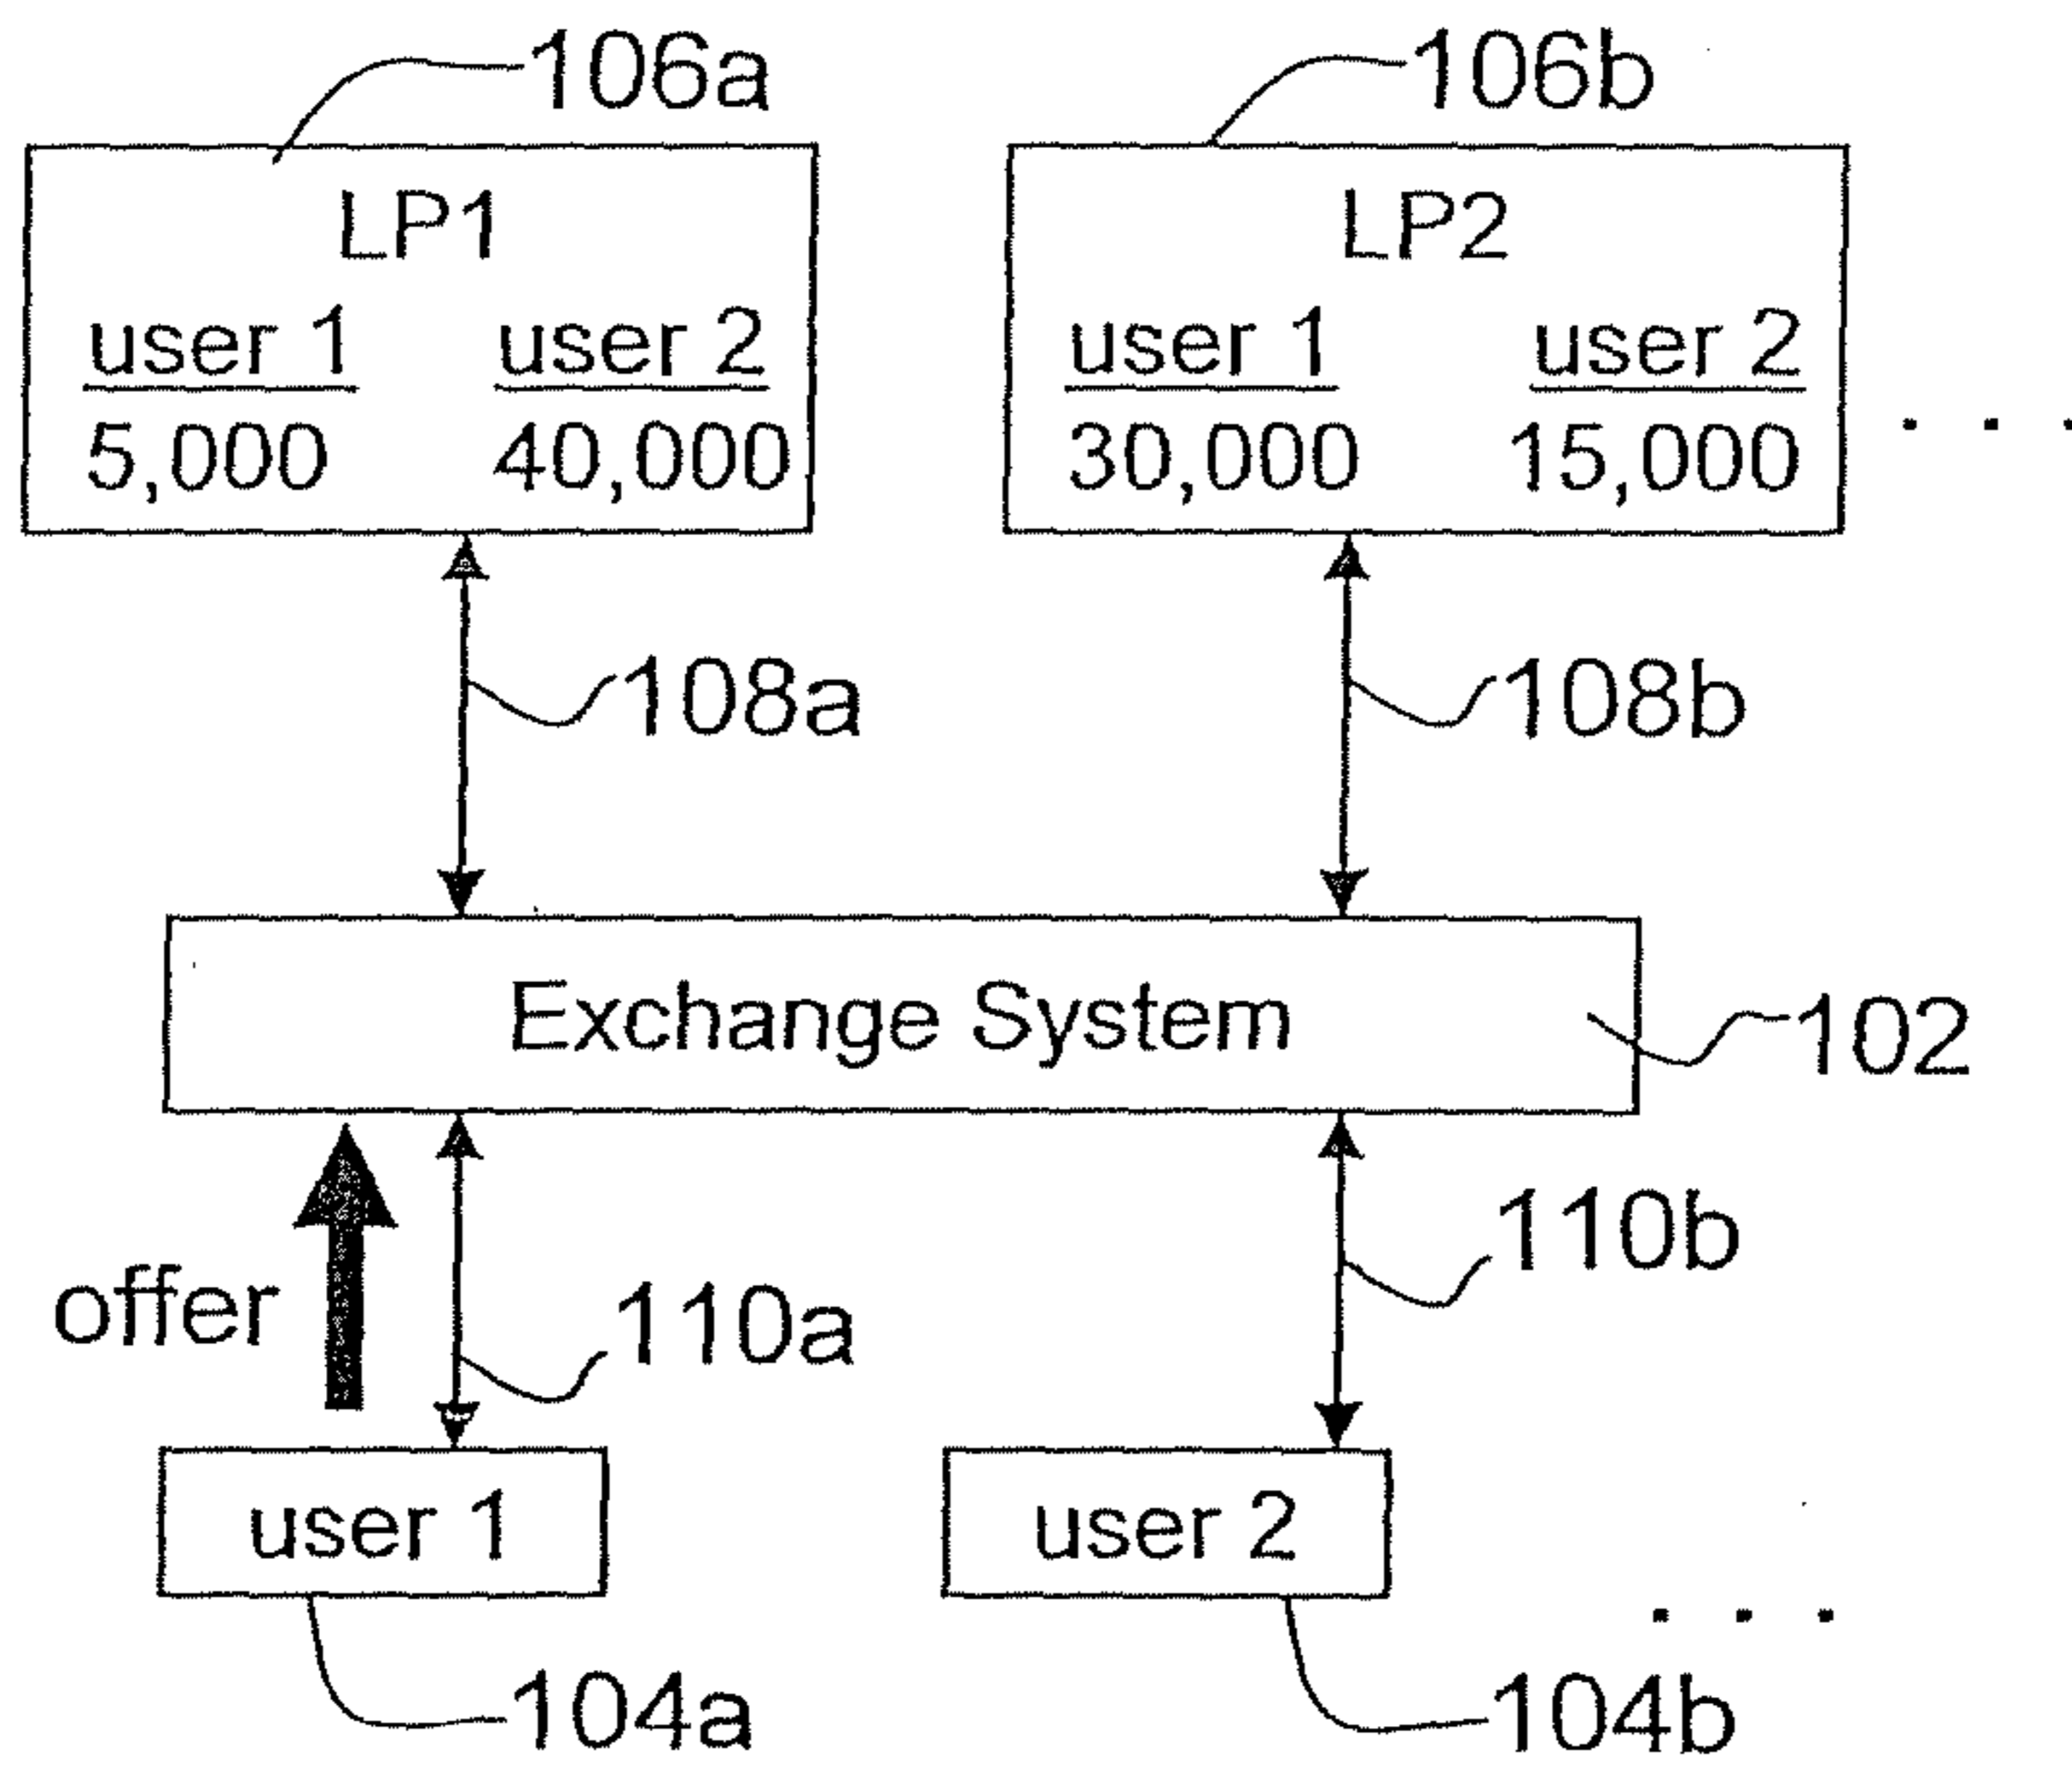 106a
106b
LP1
user 1 user 2
5,000 40,000
LP2
user 1 user 2
30,000 15,000
. . .
108a
108b
Exchange System
102
offer
110a
110b
user 1
user 2
. . .
104a
104b